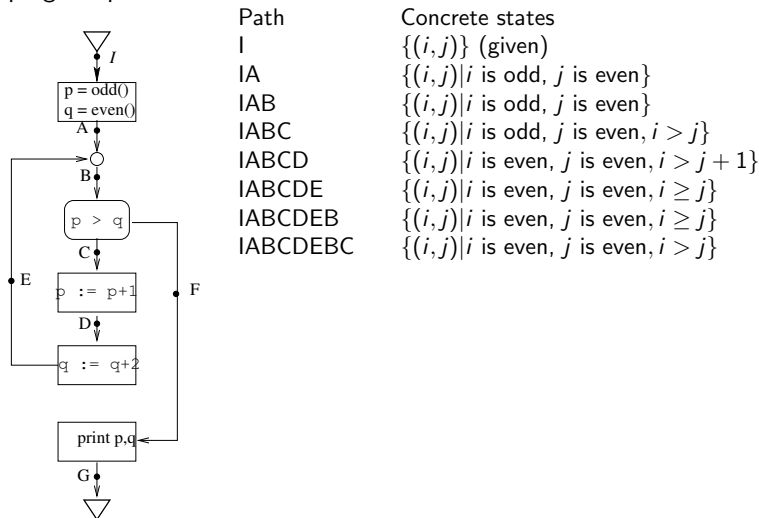 Path Concrete states
I {(i,j)} (given)
IA {(i,j)|i is odd, j is even}
IAB {(i,j)|i is odd, j is even}
IABC {(i,j)|i is odd, j is even, i > j}
IABCD {(i,j)|i is even, j is even, i > j + 1}
IABCDE {(i,j)|i is even, j is even, i ≥ j}
IABCDEB {(i,j)|i is even, j is even, i ≥ j}
IABCDEBC {(i,j)|i is even, j is even, i > j}
I
p = odd()
q = even()
A
B
p > q
C
E
F
p := p+1
D
q := q+2
print p,q
G